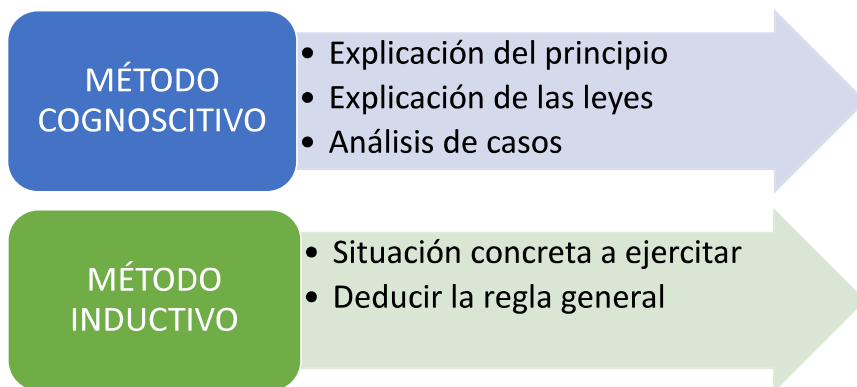 MÉTODO
COGNOSCITIVO
• Explicación del principio
• Explicación de las leyes
• Análisis de casos
MÉTODO
INDUCTIVO
• Situación concreta a ejercitar
• Deducir la regla general